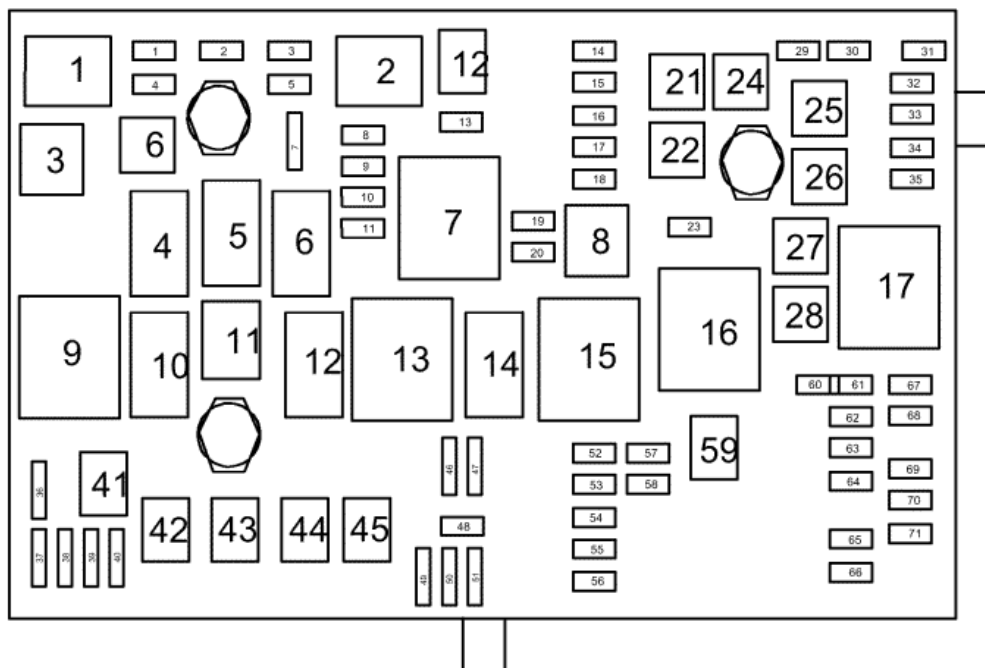 1 2 3 29 30 31
1 2 12 14 21 24
4 5 15 32
6 8 13 16 25 33
3 7 9 17 22 34
10 18 26 35
4 5 6 11 7 19 8 23 27 17
20
9 10 11 12 13 14 15 16 28
60 61 67
62 68
46 47 52 57 59 63
36 41 53 58 64 69
42 43 44 45 48 54 70
37 38 39 40 55 65 71
49 50 51 56 66